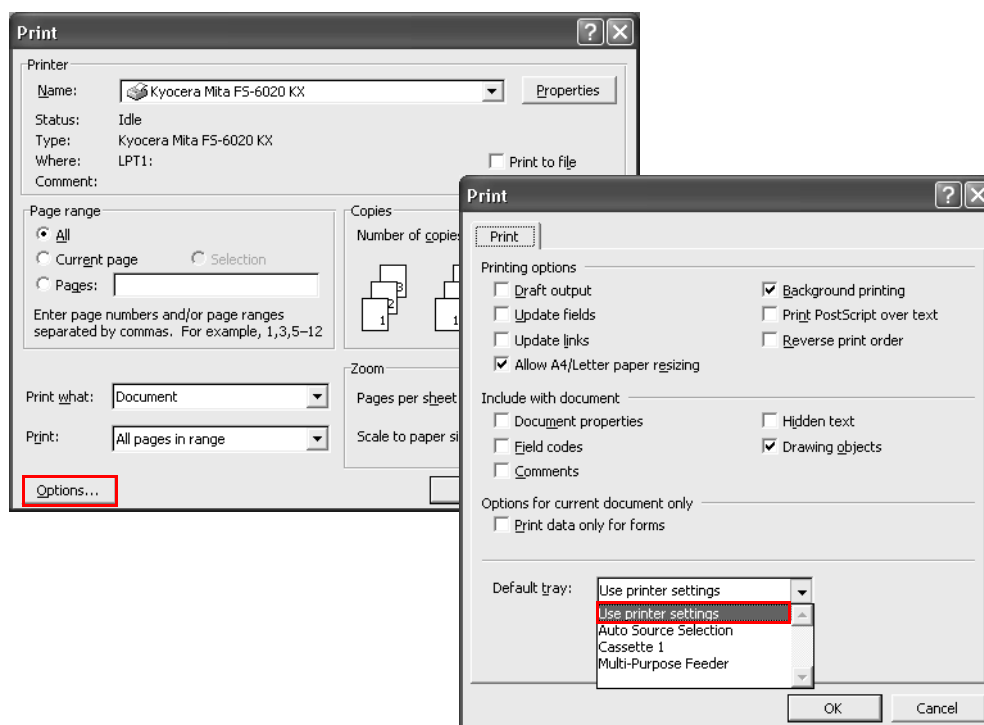 Print
Printer
Name: Kyocera Mita FS-6020 KX Properties
Status: Idle
Type: Kyocera Mita FS-6020 KX
Where: LPT1: Print to file
Comment:
Page range
All
Current page Selection
Pages:
Enter page numbers and/or page ranges
separated by commas. For example, 1,3,5–12
Copies
Number of copies
3
2
1
1
Print what: Document
Print: All pages in range
Zoom
Pages per sheet
Scale to paper si
Options...
Print
Print
Printing options
Draft output Background printing
Update fields Print PostScript over text
Update links Reverse print order
Allow A4/Letter paper resizing
Include with document
Document properties Hidden text
Field codes Drawing objects
Comments
Options for current document only
Print data only for forms
Default tray: Use printer settings
Use printer settings
Auto Source Selection
Cassette 1
Multi-Purpose Feeder
OK Cancel